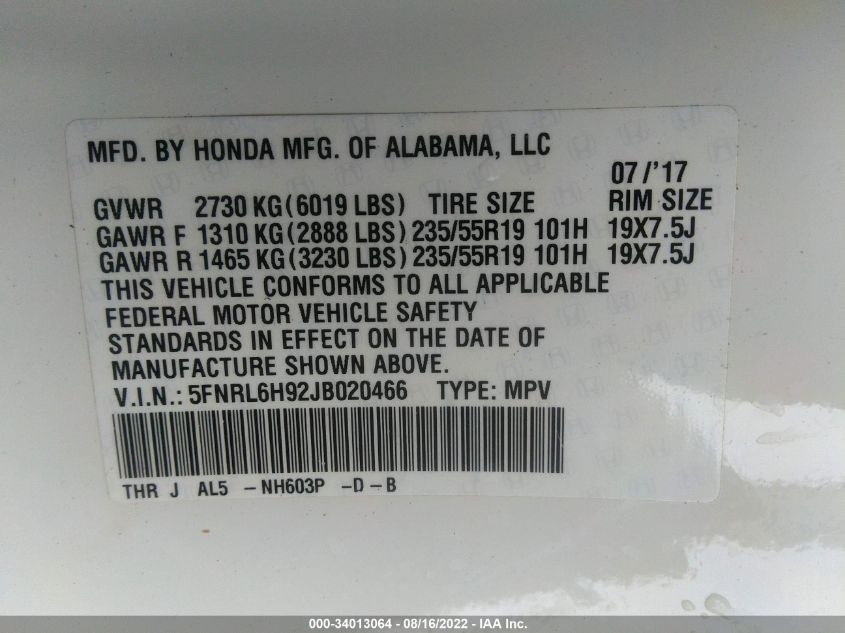 MFD. BY HONDA MFG. OF ALABAMA, LLC
07/'17
GVWR 2730 KG (6019 LBS) TIRE SIZE RIM SIZE
GAWR F 1310 KG (2888 LBS) 235/55R19 101H 19X7.5J
GAWR R 1465 KG (3230 LBS) 235/55R19 101H 19X7.5J
THIS VEHICLE CONFORMS TO ALL APPLICABLE
FEDERAL MOTOR VEHICLE SAFETY
STANDARDS IN EFFECT ON THE DATE OF
MANUFACTURE SHOWN ABOVE.
V.I.N.: 5FNRL6H92JB020466 TYPE: MPV
THR J AL5 -NH603P -D-B
000-34013064 - 08/16/2022 - IAA Inc.